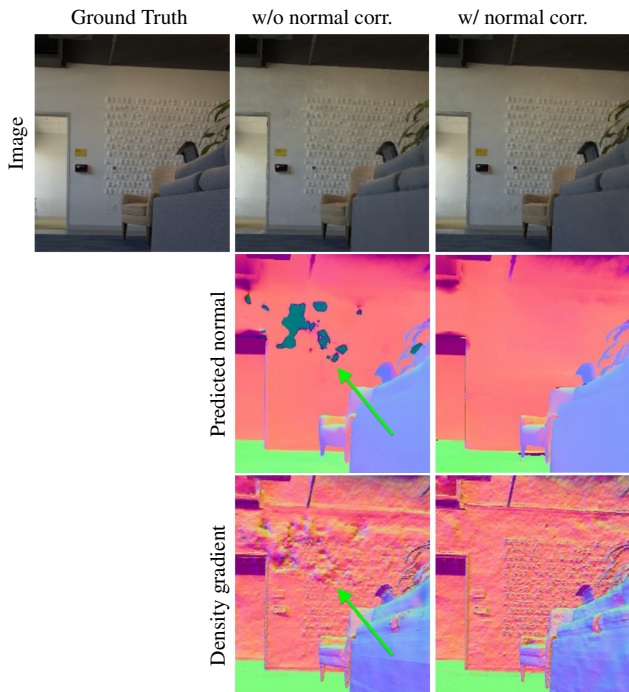 Ground Truth
w/o normal corr.
w/ normal corr.
Image
Predicted normal
Density gradient